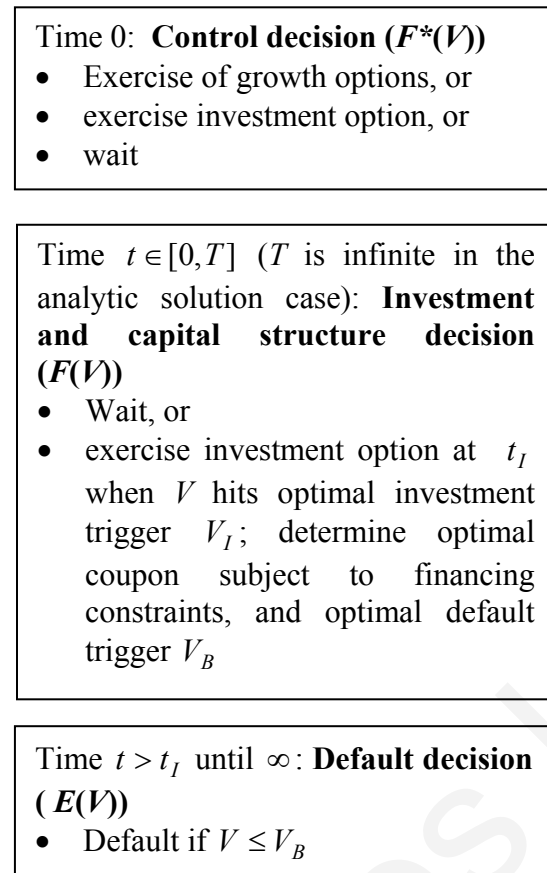 Time 0: Control decision (F*(V))
• Exercise of growth options, or
• exercise investment option, or
• wait
Time t ∈ [0, T] (T is infinite in the
analytic solution case): Investment
and capital structure decision
(F(V))
• Wait, or
• exercise investment option at t_I
when V hits optimal investment
trigger V_I; determine optimal
coupon subject to financing
constraints, and optimal default
trigger V_B
Time t > t_I until ∞: Default decision
( E(V))
• Default if V ≤ V_B